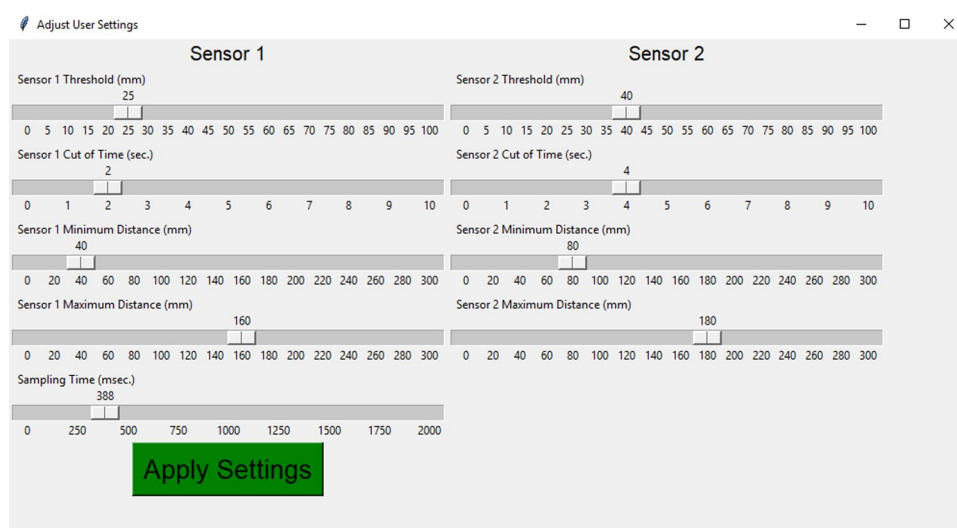 Adjust User Settings
Sensor 1
Sensor 2
Sensor 1 Threshold (mm)
25
0 5 10 15 20 25 30 35 40 45 50 55 60 65 70 75 80 85 90 95 100
Sensor 1 Cut of Time (sec.)
2
0 1 2 3 4 5 6 7 8 9 10
Sensor 1 Minimum Distance (mm)
40
0 20 40 60 80 100 120 140 160 180 200 220 240 260 280 300
Sensor 1 Maximum Distance (mm)
160
0 20 40 60 80 100 120 140 160 180 200 220 240 260 280 300
Sampling Time (msec.)
388
0 250 500 750 1000 1250 1500 1750 2000
Apply Settings
Sensor 2 Threshold (mm)
40
0 5 10 15 20 25 30 35 40 45 50 55 60 65 70 75 80 85 90 95 100
Sensor 2 Cut of Time (sec.)
4
0 1 2 3 4 5 6 7 8 9 10
Sensor 2 Minimum Distance (mm)
80
0 20 40 60 80 100 120 140 160 180 200 220 240 260 280 300
Sensor 2 Maximum Distance (mm)
180
0 20 40 60 80 100 120 140 160 180 200 220 240 260 280 300